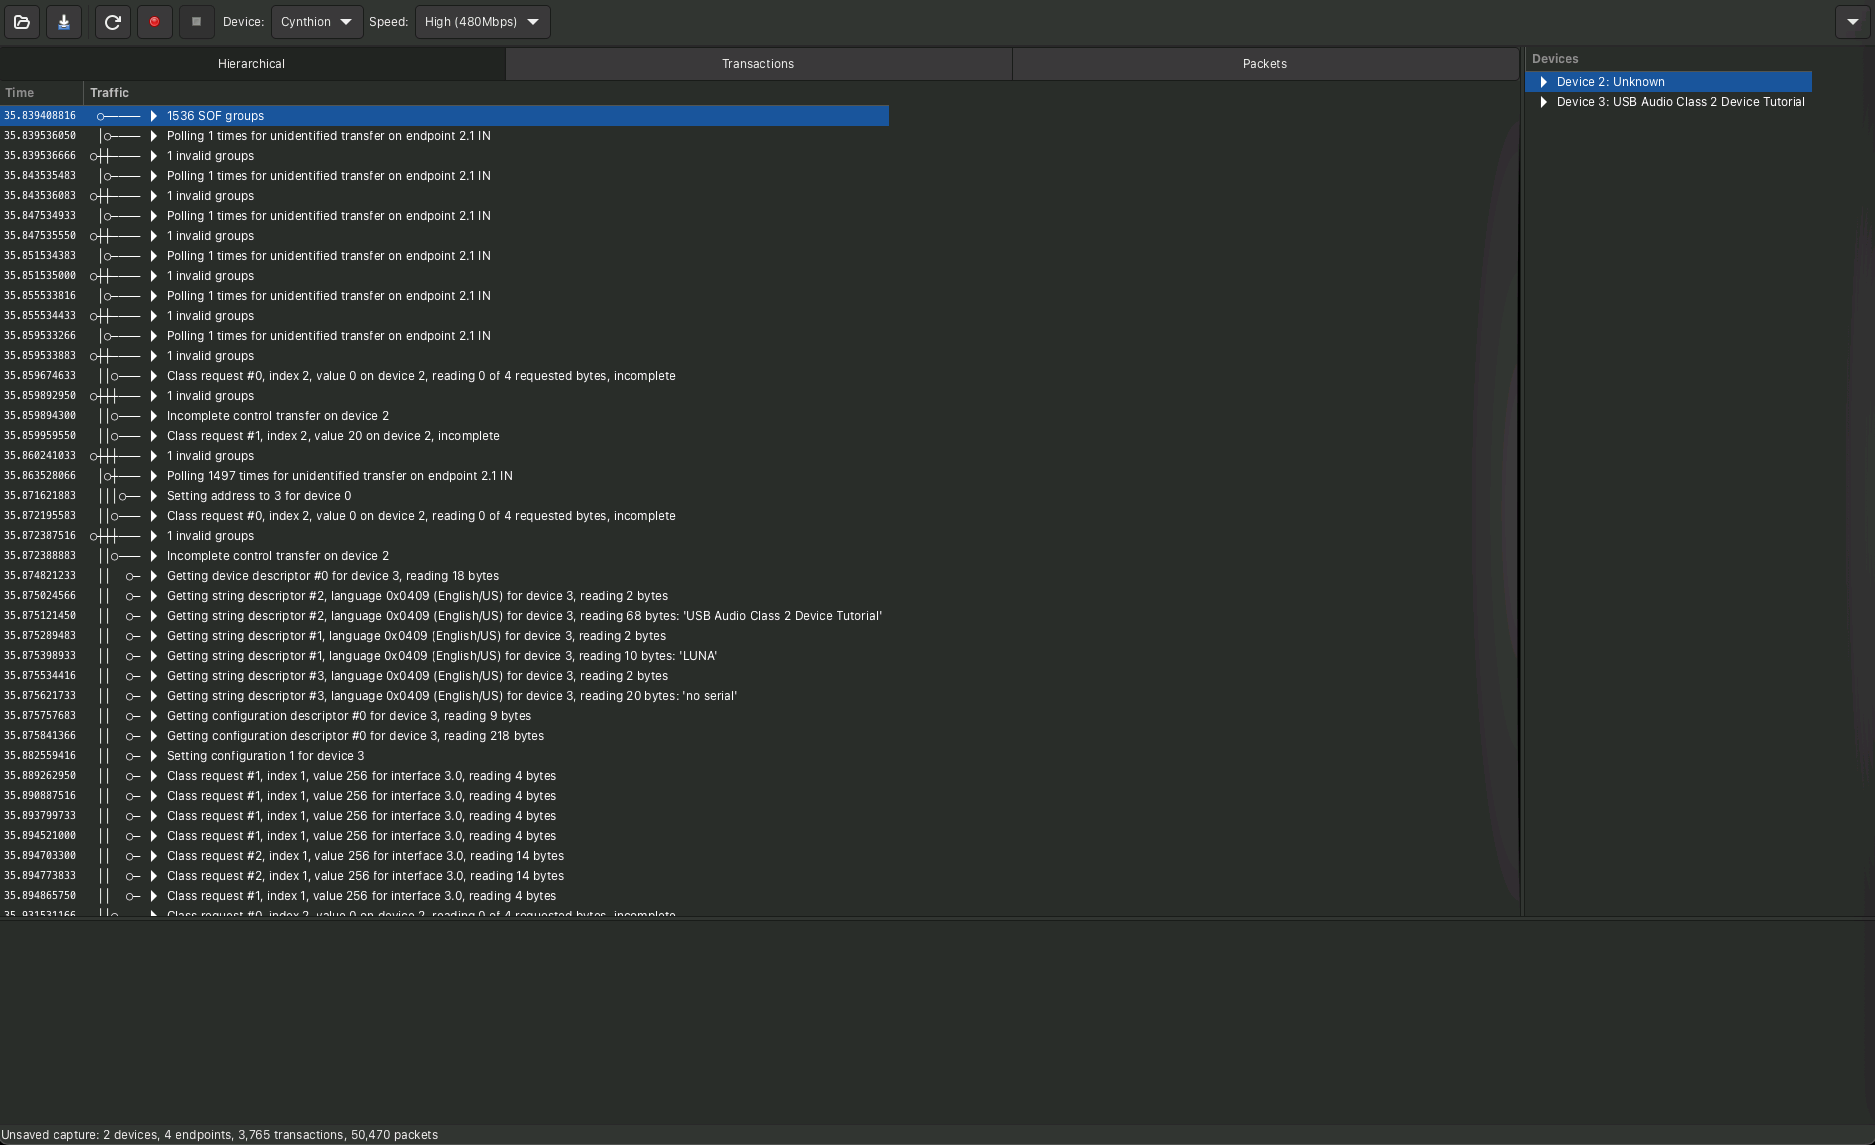 Device: Cynthion Speed: High (480Mbps)
Hierarchical Transactions Packets
Devices
Device 2: Unknown
Device 3: USB Audio Class 2 Device Tutorial
Time Traffic
35.839408816 1536 SOF groups
35.839536050 Polling 1 times for unidentified transfer on endpoint 2.1 IN
35.839536666 1 invalid groups
35.843535483 Polling 1 times for unidentified transfer on endpoint 2.1 IN
35.843536083 1 invalid groups
35.847534933 Polling 1 times for unidentified transfer on endpoint 2.1 IN
35.847535550 1 invalid groups
35.851534383 Polling 1 times for unidentified transfer on endpoint 2.1 IN
35.851535000 1 invalid groups
35.855533816 Polling 1 times for unidentified transfer on endpoint 2.1 IN
35.855534433 1 invalid groups
35.859533266 Polling 1 times for unidentified transfer on endpoint 2.1 IN
35.859533883 1 invalid groups
35.859674633 Class request #0, index 2, value 0 on device 2, reading 0 of 4 requested bytes, incomplete
35.859892950 1 invalid groups
35.859894300 Incomplete control transfer on device 2
35.859959550 Class request #1, index 2, value 20 on device 2, incomplete
35.860241033 1 invalid groups
35.863528066 Polling 1497 times for unidentified transfer on endpoint 2.1 IN
35.871621883 Setting address to 3 for device 0
35.872195583 Class request #0, index 2, value 0 on device 2, reading 0 of 4 requested bytes, incomplete
35.872387516 1 invalid groups
35.872388883 Incomplete control transfer on device 2
35.874821233 Getting device descriptor #0 for device 3, reading 18 bytes
35.875024566 Getting string descriptor #2, language 0x0409 (English/US) for device 3, reading 2 bytes
35.875121450 Getting string descriptor #2, language 0x0409 (English/US) for device 3, reading 68 bytes: 'USB Audio Class 2 Device Tutorial'
35.875289483 Getting string descriptor #1, language 0x0409 (English/US) for device 3, reading 2 bytes
35.875398933 Getting string descriptor #1, language 0x0409 (English/US) for device 3, reading 10 bytes: 'LUNA'
35.875534416 Getting string descriptor #3, language 0x0409 (English/US) for device 3, reading 2 bytes
35.875621733 Getting string descriptor #3, language 0x0409 (English/US) for device 3, reading 20 bytes: 'no serial'
35.875757683 Getting configuration descriptor #0 for device 3, reading 9 bytes
35.875841366 Getting configuration descriptor #0 for device 3, reading 218 bytes
35.882559416 Setting configuration 1 for device 3
35.889262950 Class request #1, index 1, value 256 for interface 3.0, reading 4 bytes
35.890887516 Class request #1, index 1, value 256 for interface 3.0, reading 4 bytes
35.893799733 Class request #1, index 1, value 256 for interface 3.0, reading 4 bytes
35.894521000 Class request #1, index 1, value 256 for interface 3.0, reading 4 bytes
35.894703300 Class request #2, index 1, value 256 for interface 3.0, reading 14 bytes
35.894773833 Class request #2, index 1, value 256 for interface 3.0, reading 14 bytes
35.894865750 Class request #1, index 1, value 256 for interface 3.0, reading 4 bytes
35.931531166 Class request #0, index 2, value 0 on device 2, reading 0 of 4 requested bytes, incomplete
Unsaved capture: 2 devices, 4 endpoints, 3,765 transactions, 50,470 packets